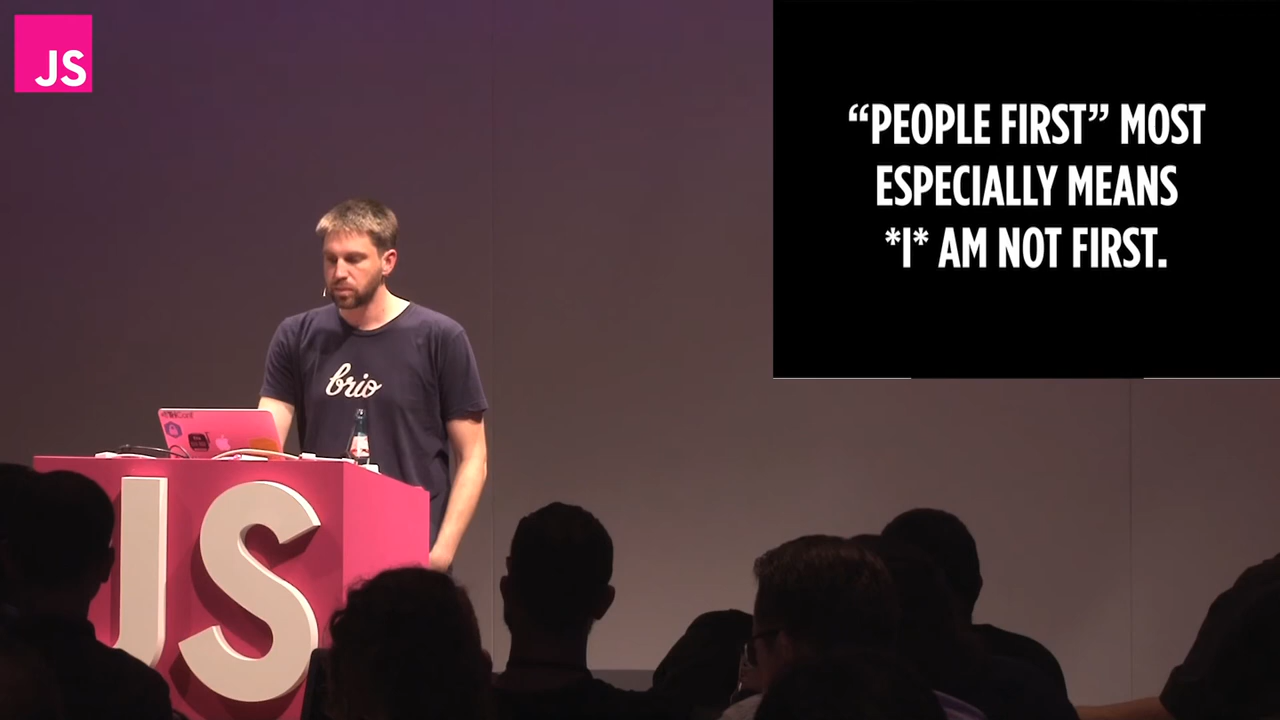 JS
“PEOPLE FIRST” MOST
ESPECIALLY MEANS
*I* AM NOT FIRST.
brio
JS